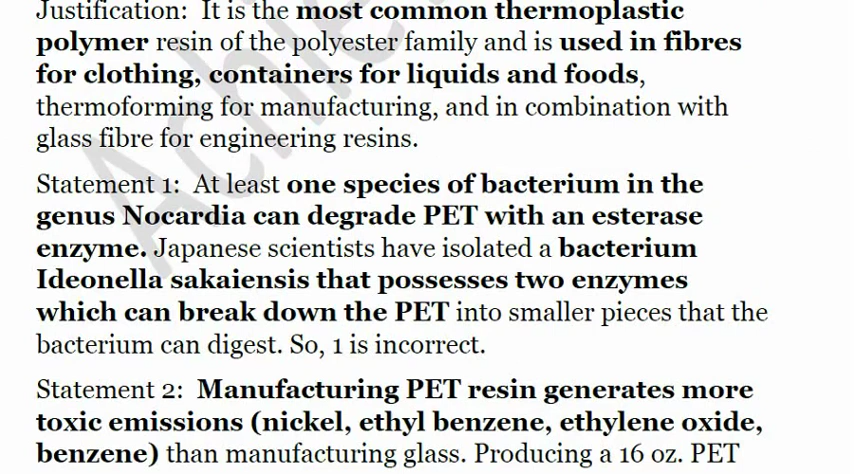 Justification: It is the most common thermoplastic
polymer resin of the polyester family and is used in fibres
for clothing, containers for liquids and foods,
thermoforming for manufacturing, and in combination with
glass fibre for engineering resins.
Statement 1: At least one species of bacterium in the
genus Nocardia can degrade PET with an esterase
enzyme. Japanese scientists have isolated a bacterium
Ideonella sakaiensis that possesses two enzymes
which can break down the PET into smaller pieces that the
bacterium can digest. So, 1 is incorrect.
Statement 2: Manufacturing PET resin generates more
toxic emissions (nickel, ethyl benzene, ethylene oxide,
benzene) than manufacturing glass. Producing a 16 oz. PET